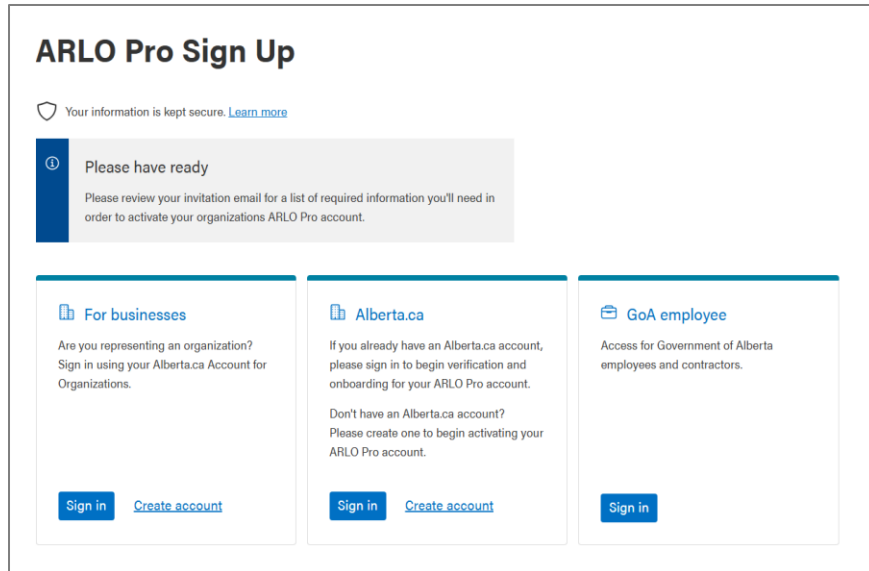 ARLO Pro Sign Up
Your information is kept secure. Learn more
Please have ready
Please review your invitation email for a list of required information you'll need in
order to activate your organizations ARLO Pro account.
For businesses
Are you representing an organization?
Sign in using your Alberta.ca Account for
Organizations.
Sign in
Create account
Alberta.ca
If you already have an Alberta.ca account,
please sign in to begin verification and
onboarding for your ARLO Pro account.
Don't have an Alberta.ca account?
Please create one to begin activating your
ARLO Pro account.
Sign in
Create account
GoA employee
Access for Government of Alberta
employees and contractors.
Sign in